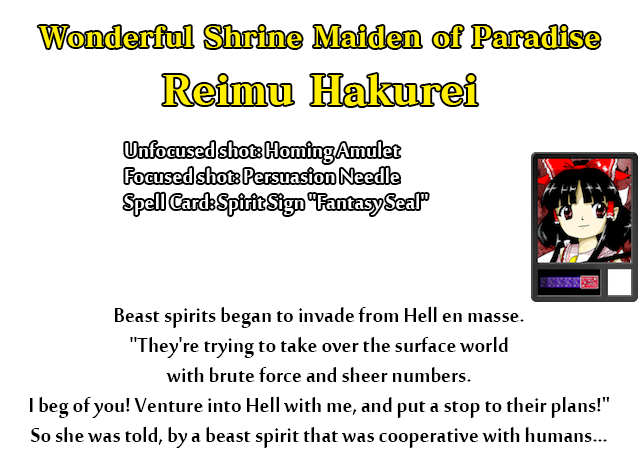 Wonderful Shrine Maiden of Paradise
Reimu Hakurei
Unfocused shot: Homing Amulet
Focused shot: Persuasion Needle
Spell Card: Spirit Sign "Fantasy Seal"
Beast spirits began to invade from Hell en masse.
"They're trying to take over the surface world
with brute force and sheer numbers.
I beg of you! Venture into Hell with me, and put a stop to their plans!"
So she was told, by a beast spirit that was cooperative with humans...